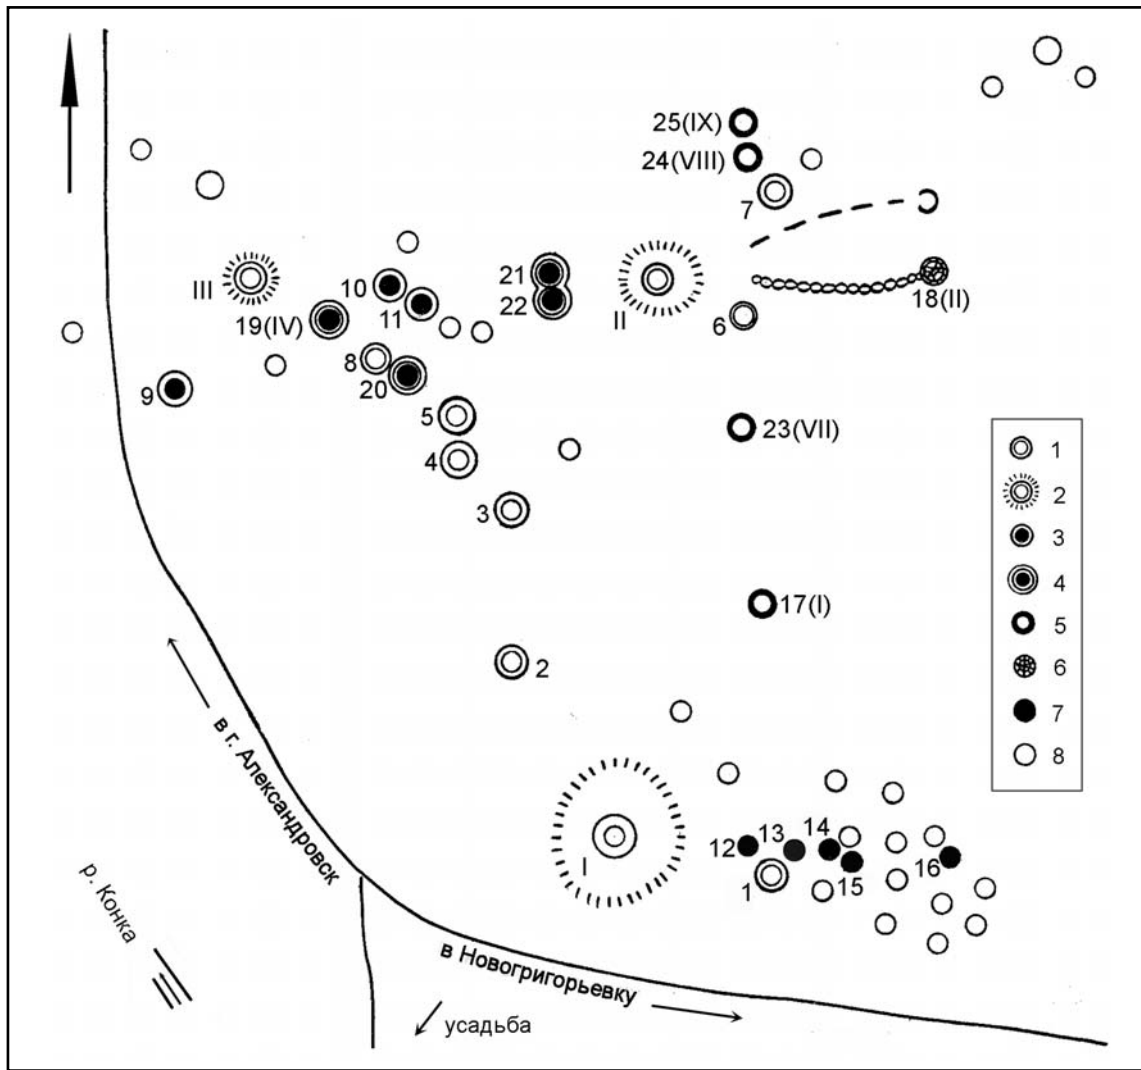 25(IX)
24(VIII)
7
III
10
21
19(IV)
11
22
II
6
18(II)
8
9
20
5
23(VII)
4
3
17(I)
2
1
2
3
4
5
6
7
8
в г. Александровск
I
12
13
14
15
16
1
р. Конка
в Новогригорьевку
усадьба